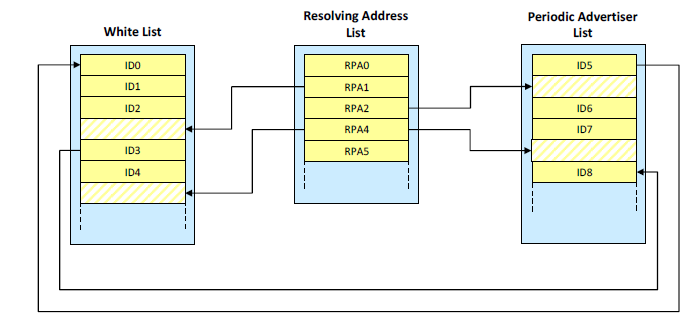 White List
Resolving Address
List
Periodic Advertiser
List
ID0
ID1
ID2
ID3
ID4
RPA0
RPA1
RPA2
RPA4
RPA5
ID5
ID6
ID7
ID8